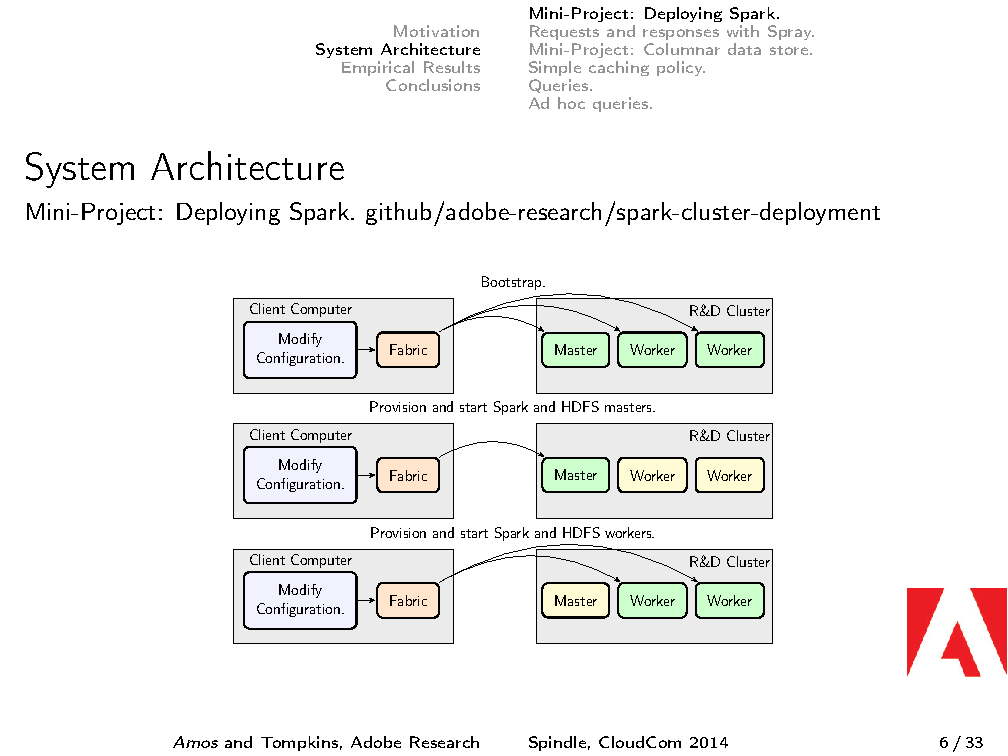 Motivation
System Architecture
Empirical Results
Conclusions
Mini-Project: Deploying Spark.
Requests and responses with Spray.
Mini-Project: Columnar data store.
Simple caching policy.
Queries.
Ad hoc queries.
System Architecture
Mini-Project: Deploying Spark. github/adobe-research/spark-cluster-deployment
Bootstrap.
Client Computer
Modify
Configuration.
Fabric
R&D Cluster
Master
Worker
Worker
Provision and start Spark and HDFS masters.
Client Computer
Modify
Configuration.
Fabric
R&D Cluster
Master
Worker
Worker
Provision and start Spark and HDFS workers.
Client Computer
Modify
Configuration.
Fabric
R&D Cluster
Master
Worker
Worker
Amos and Tompkins, Adobe Research
Spindle, CloudCom 2014
6 / 33